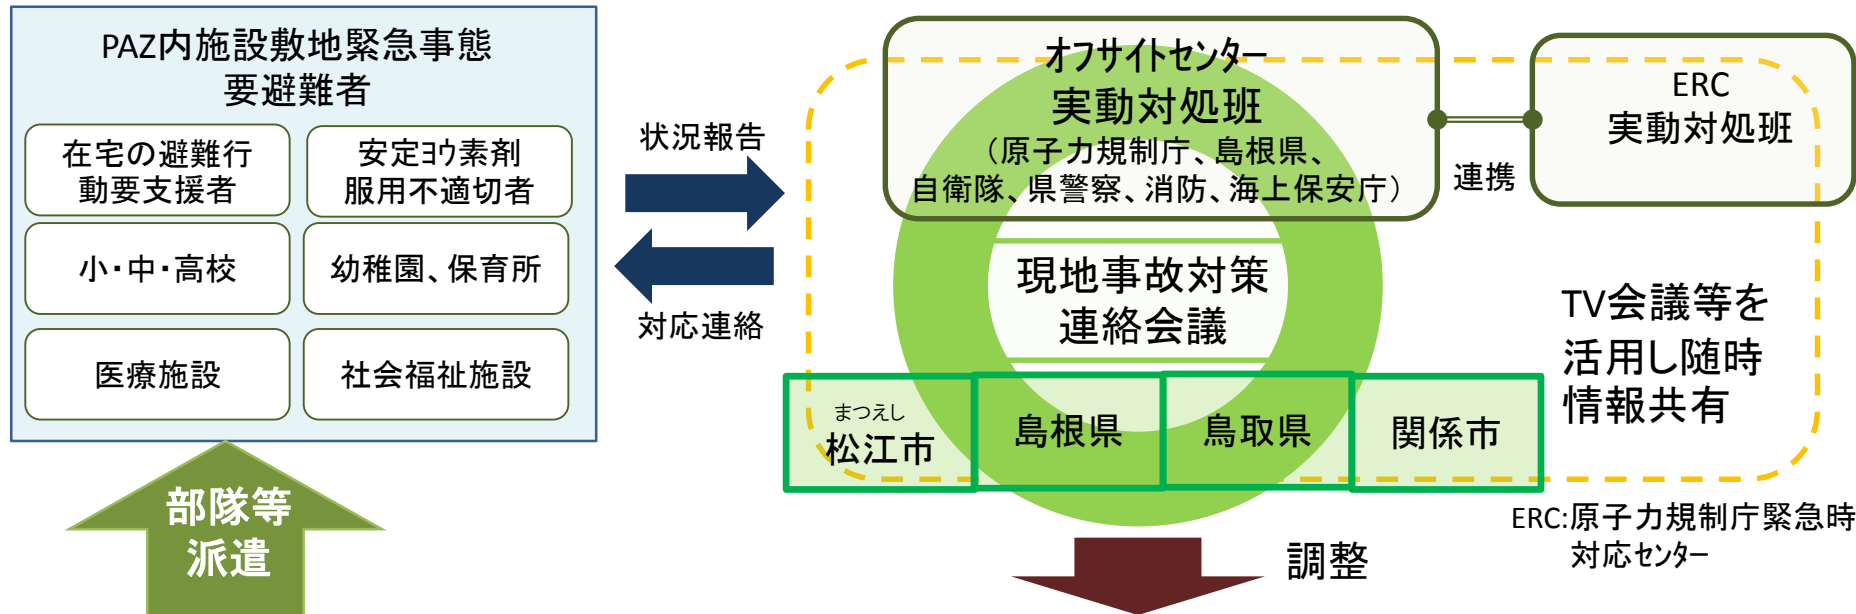 PAZ内施設敷地緊急事態
要避難者
在宅の避難行
動要支援者
安定ヨウ素剤
服用不適切者
小・中・高校
幼稚園、保育所
医療施設
社会福祉施設
部隊等
派遣
状況報告
対応連絡
オフサイトセンター
実動対処班
（原子力規制庁、島根県、
自衛隊、県警察、消防、海上保安庁）
連携
ERC
実動対処班
現地事故対策
連絡会議
TV会議等を
活用し随時
情報共有
まつえし
松江市
島根県
鳥取県
関係市
ERC:原子力規制庁緊急時
対応センター
調整